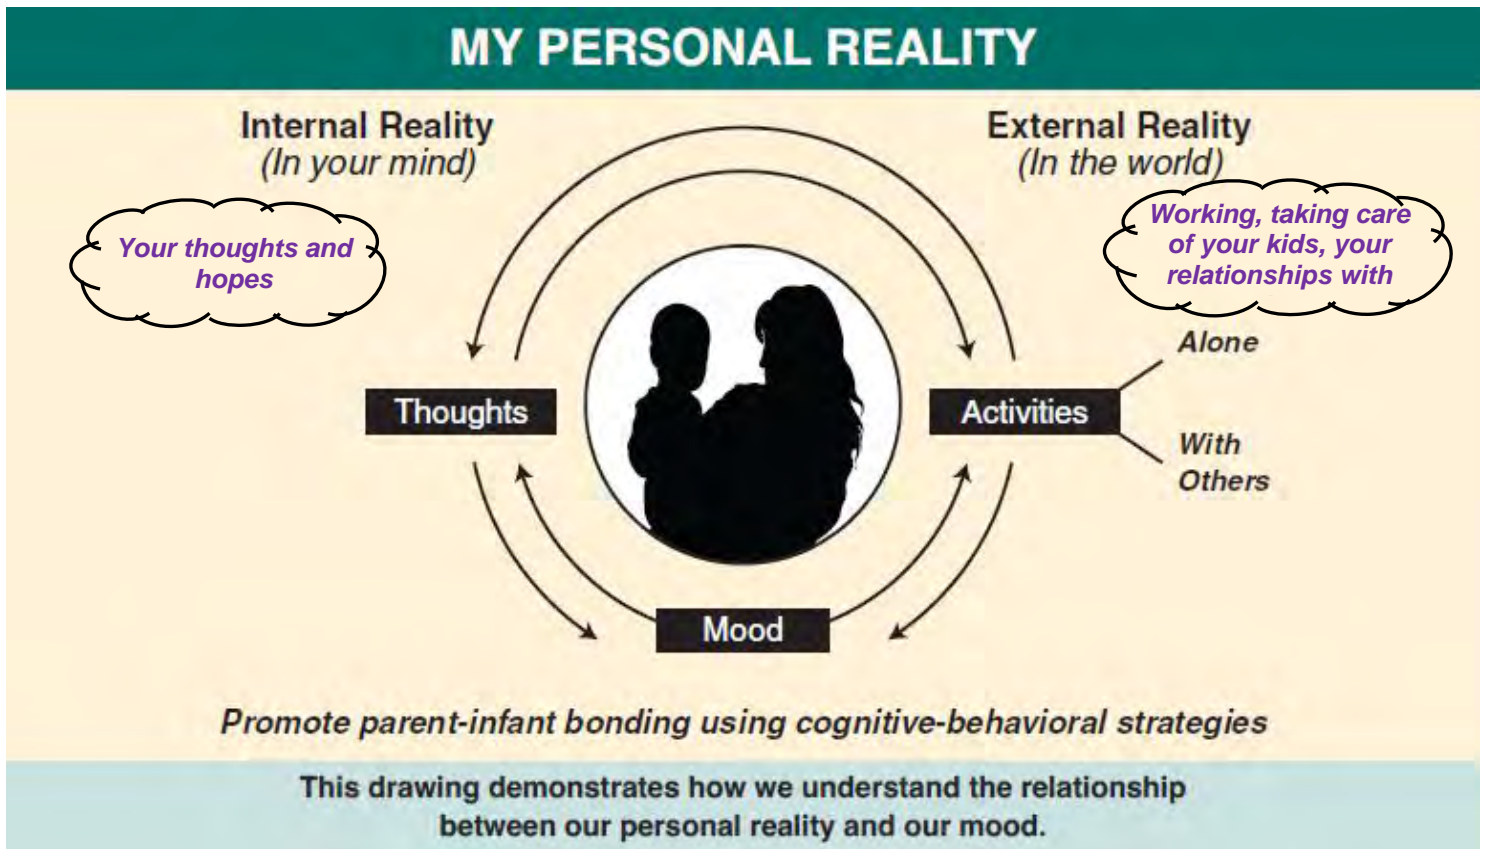 MY PERSONAL REALITY
Internal Reality
(In your mind)
External Reality
(In the world)
Your thoughts and
hopes
Working, taking care
of your kids, your
relationships with
Alone
Thoughts
Activities
With
Others
Mood
Promote parent-infant bonding using cognitive-behavioral strategies
This drawing demonstrates how we understand the relationship
between our personal reality and our mood.